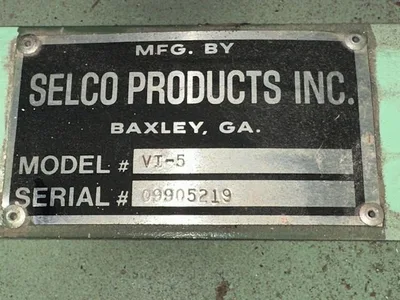 MFG. BY
SELCO PRODUCTS INC.
BAXLEY, GA.
MODEL # VI-5
SERIAL # 09905219